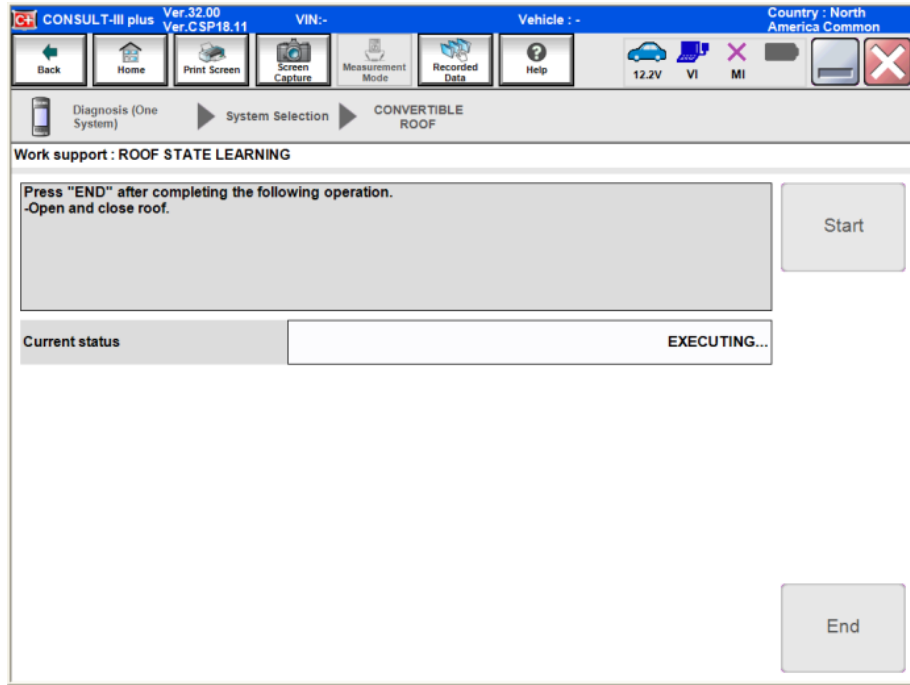 C+ CONSULT-III plus Ver.32.00 VIN:- Vehicle : - Country : North
Ver.CSP18.11 America Common
Back Home Print Screen Screen Measurement Recorded Help 12.2V VI MI
Capture Mode Data
Diagnosis (One System Selection CONVERTIBLE
System) ROOF
Work support : ROOF STATE LEARNING
Press "END" after completing the following operation.
-Open and close roof.
Start
Current status EXECUTING...
End